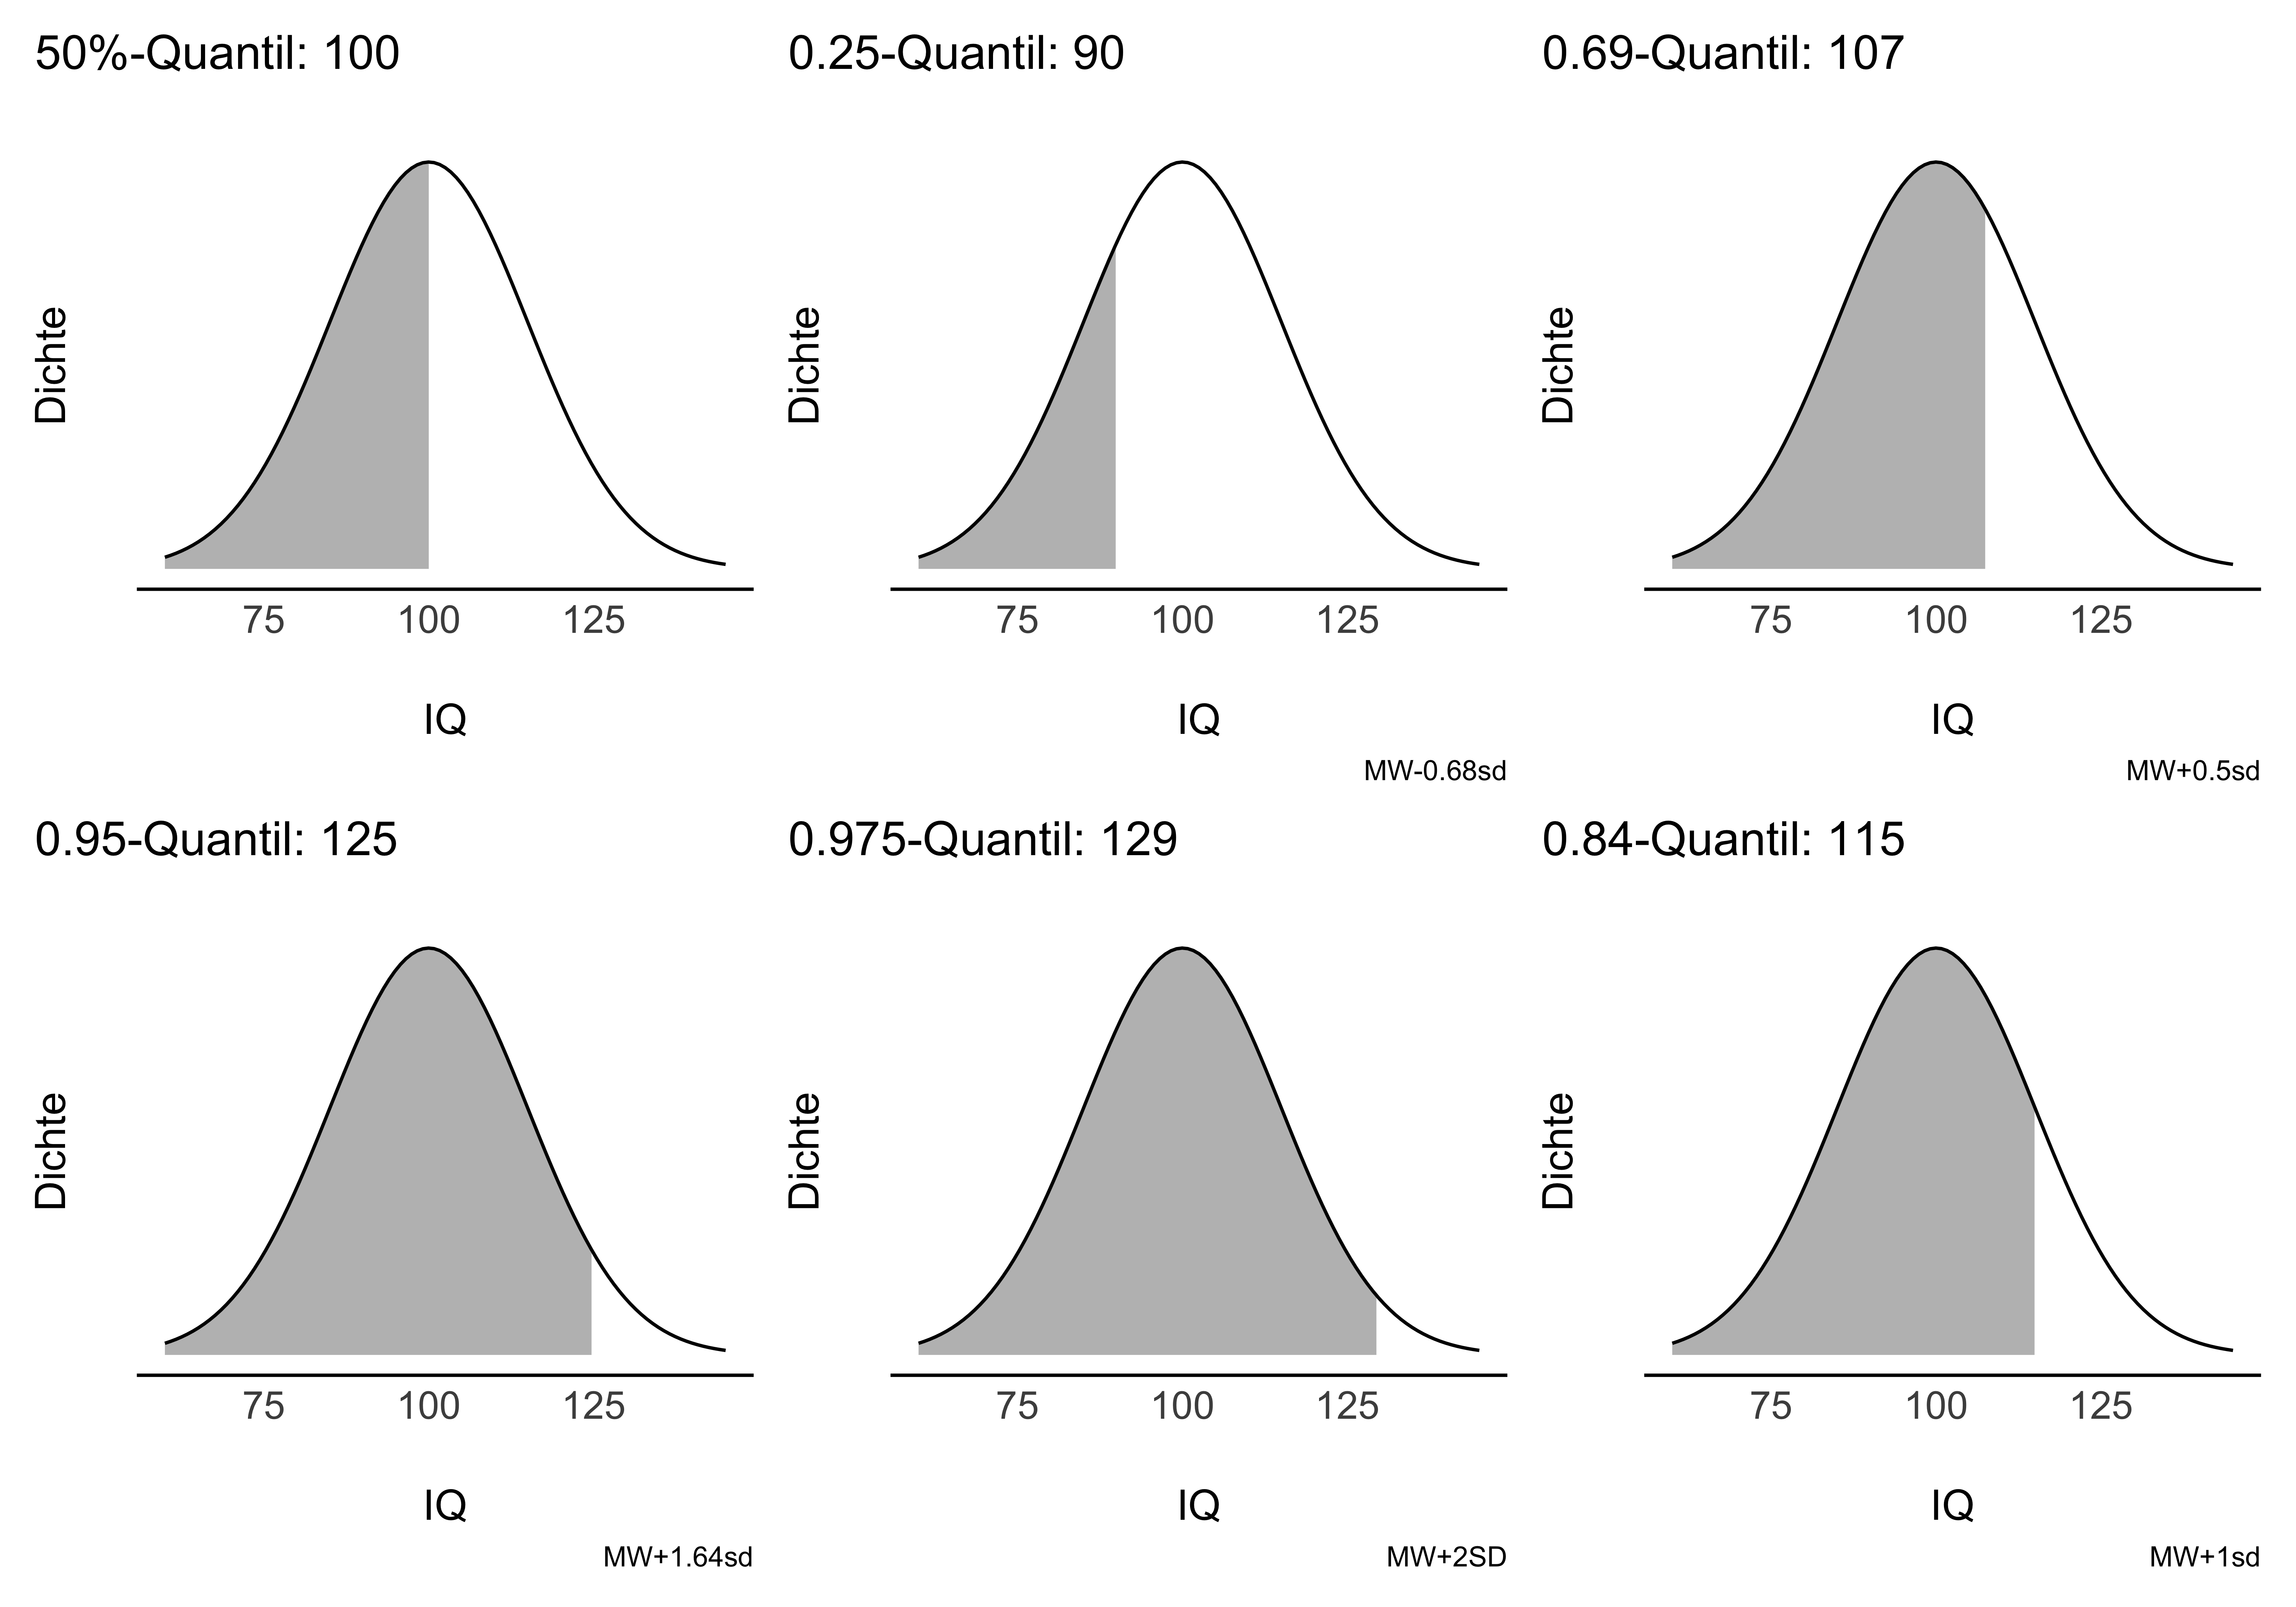 50%-Quantil: 100
Dichte
75 100 125
IQ
0.25-Quantil: 90
Dichte
75 100 125
IQ
MW-0.68sd
0.69-Quantil: 107
Dichte
75 100 125
IQ
MW+0.5sd
0.95-Quantil: 125
Dichte
75 100 125
IQ
MW+1.64sd
0.975-Quantil: 129
Dichte
75 100 125
IQ
MW+2SD
0.84-Quantil: 115
Dichte
75 100 125
IQ
MW+1sd